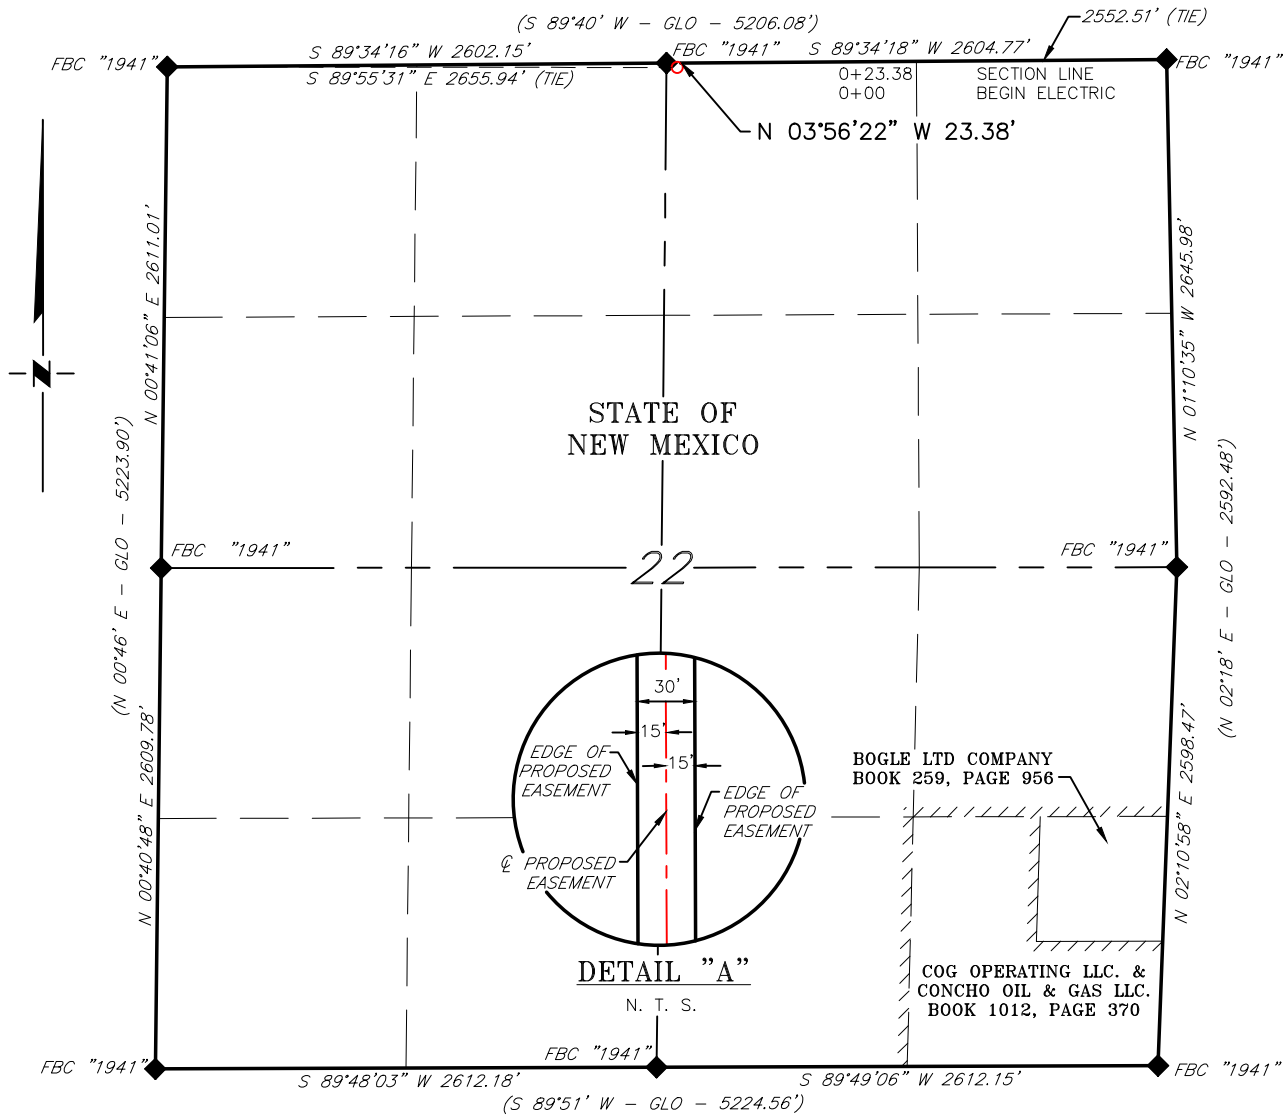 (S 89°40' W - GLO - 5206.08')
2552.51' (TIE)
FBC "1941"
S 89°34'16" W 2602.15'
FBC "1941"
S 89°34'18" W 2604.77'
FBC "1941"
S 89°55'31" E 2655.94' (TIE)
0+23.38 SECTION LINE
0+00 BEGIN ELECTRIC
N 03°56'22" W 23.38'
N 00°41'06" E 2611.01'
N 01°10'35" W 2645.98'
N
STATE OF
NEW MEXICO
(N 00°46' E - GLO - 5223.90')
(N 02°18' E - GLO - 2592.48')
FBC "1941"
FBC "1941"
22
30'
15'
15'
EDGE OF
PROPOSED
EASEMENT
EDGE OF
PROPOSED
EASEMENT
℄ PROPOSED
EASEMENT
N 00°40'48" E 2609.78'
N 02°10'58" E 2598.47'
BOGLE LTD COMPANY
BOOK 259, PAGE 956
DETAIL "A"
N. T. S.
COG OPERATING LLC. &
CONCHO OIL & GAS LLC.
BOOK 1012, PAGE 370
FBC "1941"
FBC "1941"
FBC "1941"
S 89°48'03" W 2612.18'
S 89°49'06" W 2612.15'
(S 89°51' W - GLO - 5224.56')